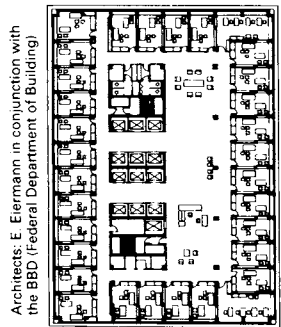 Architects: E. Eiermann in conjunction with
the BBD (Federal Department of Building)